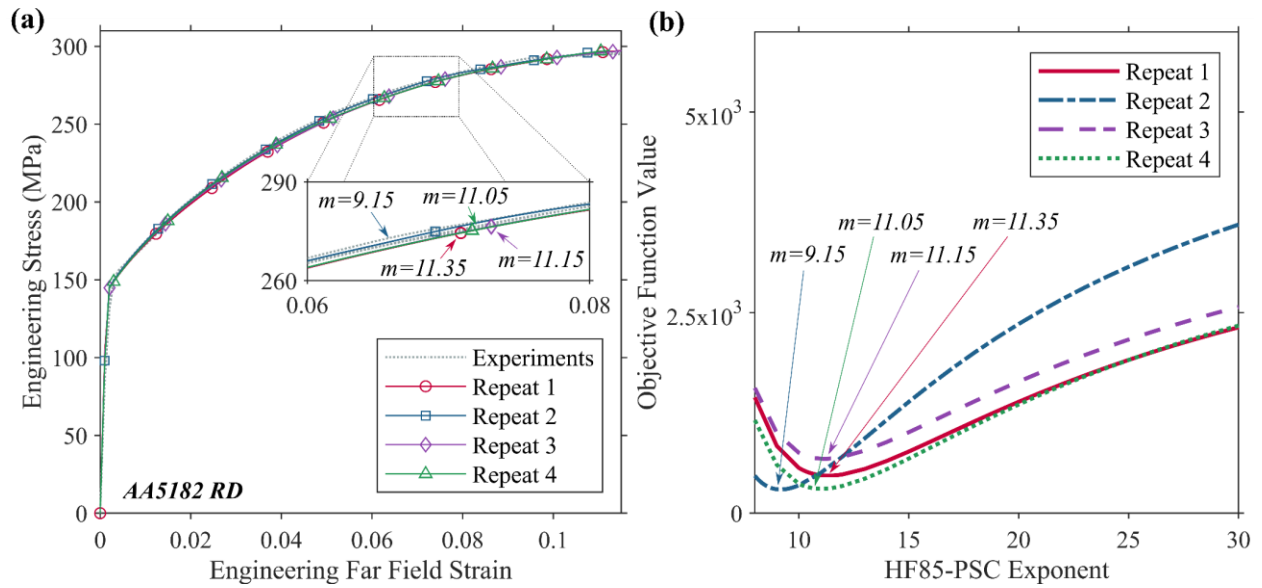 (a)
300
250
200
150
100
50
0
Engineering Stress (MPa)
0
0.02
0.04
0.06
0.08
0.1
Engineering Far Field Strain
AA5182 RD
290
260
0.06
0.08
m=9.15
m=11.05
m=11.35
m=11.15
Experiments
Repeat 1
Repeat 2
Repeat 3
Repeat 4
(b)
5x10³
2.5x10³
0
Objective Function Value
10
15
20
25
30
HF85-PSC Exponent
Repeat 1
Repeat 2
Repeat 3
Repeat 4
m=11.05
m=11.35
m=9.15
m=11.15